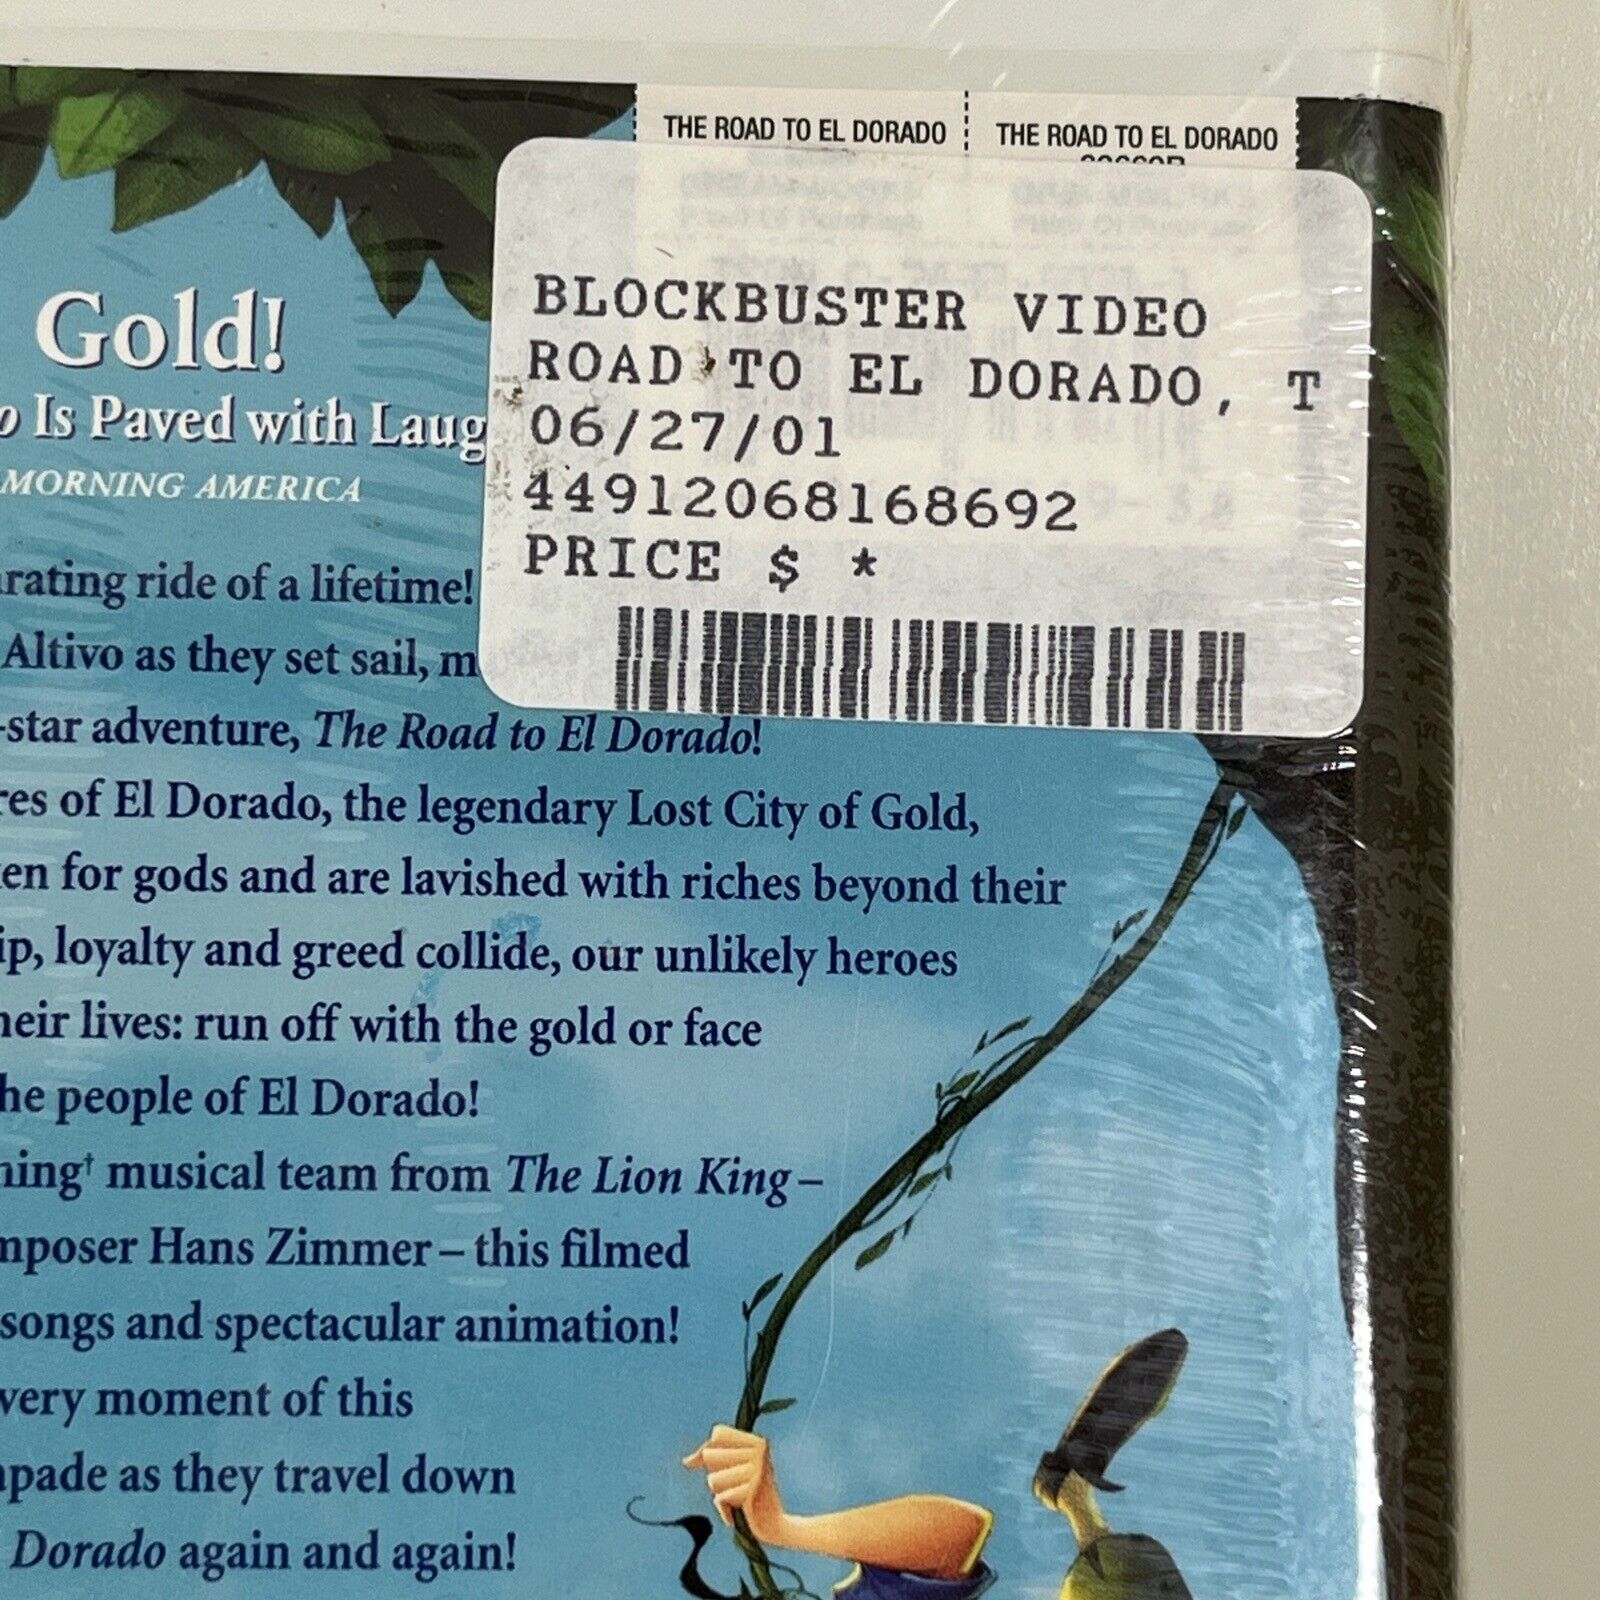 THE ROAD TO EL DORADO
THE ROAD TO EL DORADO
BLOCKBUSTER VIDEO
ROAD TO EL DORADO, T
06/27/01
44912068168692
PRICE $ *
Gold!
o Is Paved with Laug
MORNING AMERICA
rating ride of a lifetime!
Altivo as they set sail, m
-star adventure, The Road to El Dorado!
res of El Dorado, the legendary Lost City of Gold,
en for gods and are lavished with riches beyond their
ip, loyalty and greed collide, our unlikely heroes
heir lives: run off with the gold or face
he people of El Dorado!
ning† musical team from The Lion King –
mposer Hans Zimmer – this filmed
songs and spectacular animation!
very moment of this
apade as they travel down
Dorado again and again!